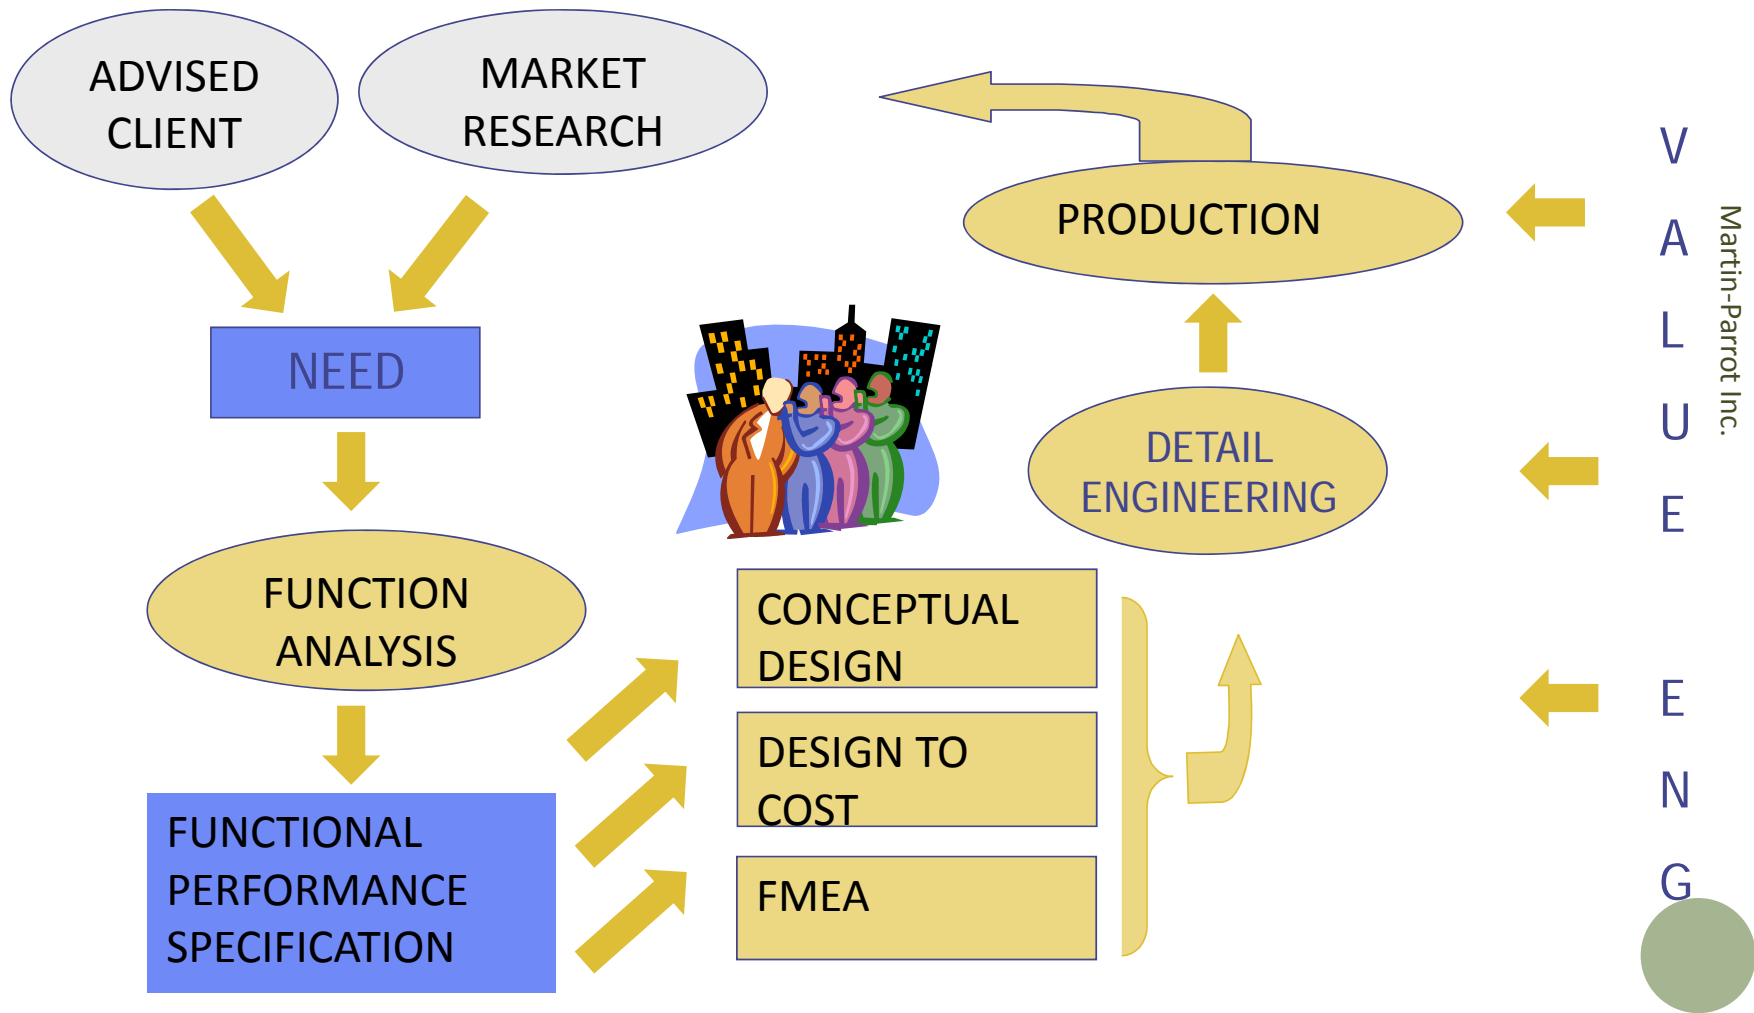 ADVISED
CLIENT
MARKET
RESEARCH
NEED
FUNCTION
ANALYSIS
FUNCTIONAL
PERFORMANCE
SPECIFICATION
CONCEPTUAL
DESIGN
DESIGN TO
COST
FMEA
DETAIL
ENGINEERING
PRODUCTION
V
A
L
U
E
E
N
G
Martin-Parrot Inc.